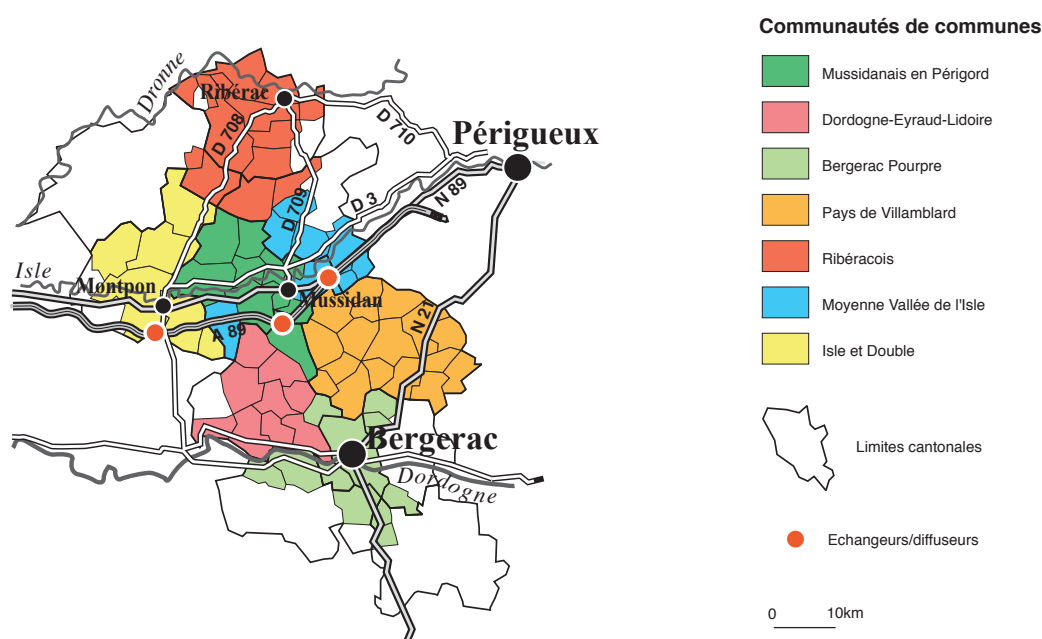 Communautés de communes
Mussidanais en Périgord
Dordogne-Eyraud-Lidoire
Bergerac Pourpre
Pays de Villamblard
Ribéracois
Moyenne Vallée de l'Isle
Isle et Double
Limites cantonales
Echangeurs/diffuseurs
0 10km
Dronne
Ribérac
D 708
D 710
Périgueux
N 89
D 3
D 709
Isle
Montpon
Mussidan
A 89
N 21
Bergerac
Dordogne